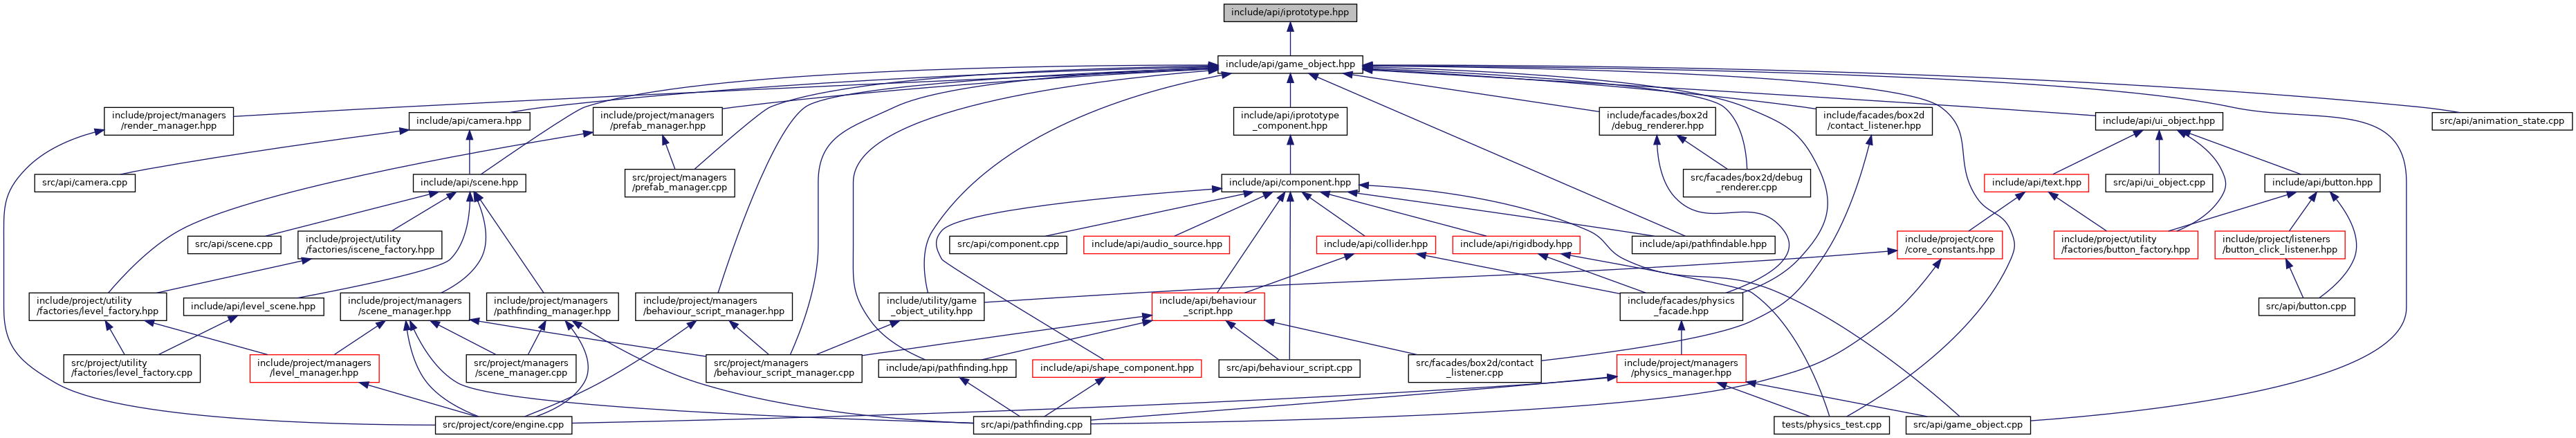 include/api/iprototype.hpp
include/api/game_object.hpp
include/project/managers
/render_manager.hpp
include/api/camera.hpp
include/project/managers
/prefab_manager.hpp
include/api/iprototype
_component.hpp
include/facades/box2d
/debug_renderer.hpp
include/facades/box2d
/contact_listener.hpp
include/api/ui_object.hpp
src/api/animation_state.cpp
src/api/camera.cpp
include/api/scene.hpp
src/project/managers
/prefab_manager.cpp
include/api/component.hpp
src/facades/box2d/debug
_renderer.cpp
include/api/text.hpp
src/api/ui_object.cpp
include/api/button.hpp
src/api/scene.cpp
include/project/utility
/factories/iscene_factory.hpp
src/api/component.cpp
include/api/audio_source.hpp
include/api/collider.hpp
include/api/rigidbody.hpp
include/api/pathfindable.hpp
include/project/core
/core_constants.hpp
include/project/utility
/factories/button_factory.hpp
include/project/listeners
/button_click_listener.hpp
include/project/utility
/factories/level_factory.hpp
include/api/level_scene.hpp
include/project/managers
/scene_manager.hpp
include/project/managers
/pathfinding_manager.hpp
include/project/managers
/behaviour_script_manager.hpp
include/utility/game
_object_utility.hpp
include/api/behaviour
_script.hpp
include/facades/physics
_facade.hpp
src/api/button.cpp
src/project/utility
/factories/level_factory.cpp
include/project/managers
/level_manager.hpp
src/project/managers
/scene_manager.cpp
src/project/managers
/behaviour_script_manager.cpp
include/api/pathfinding.hpp
include/api/shape_component.hpp
src/api/behaviour_script.cpp
src/facades/box2d/contact
_listener.cpp
include/project/managers
/physics_manager.hpp
src/project/core/engine.cpp
src/api/pathfinding.cpp
tests/physics_test.cpp
src/api/game_object.cpp